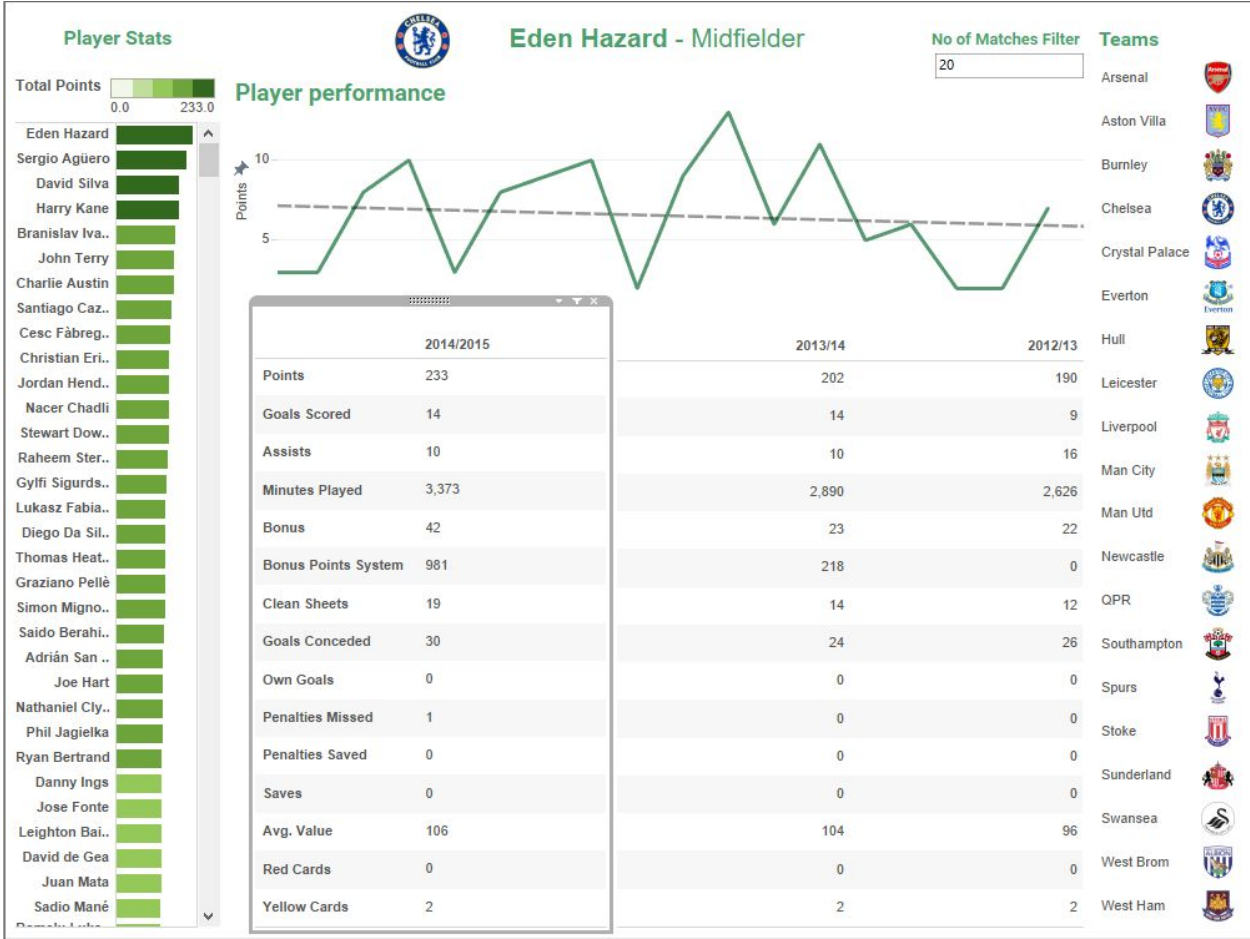 Player Stats
Eden Hazard - Midfielder
No of Matches Filter
20
Teams
Total Points
0.0 233.0
Player performance
Eden Hazard
Sergio Agüero
David Silva
Harry Kane
Branislav Iva..
John Terry
Charlie Austin
Santiago Caz..
Cesc Fàbreg..
Christian Eri..
Jordan Hend..
Nacer Chadli
Stewart Dow..
Raheem Ster..
Gylfi Sigurds..
Lukasz Fabia..
Diego Da Sil..
Thomas Heat..
Graziano Pellè
Simon Migno..
Saido Berahi..
Adrián San ..
Joe Hart
Nathaniel Cly..
Phil Jagielka
Ryan Bertrand
Danny Ings
Jose Fonte
Leighton Bai..
David de Gea
Juan Mata
Sadio Mané
Points
10
5
2014/2015 2013/14 2012/13
Points 233 202 190
Goals Scored 14 14 9
Assists 10 10 16
Minutes Played 3,373 2,890 2,626
Bonus 42 23 22
Bonus Points System 981 218 0
Clean Sheets 19 14 12
Goals Conceded 30 24 26
Own Goals 0 0 0
Penalties Missed 1 0 0
Penalties Saved 0 0 0
Saves 0 0 0
Avg. Value 106 104 96
Red Cards 0 0 0
Yellow Cards 2 2 2
Arsenal
Aston Villa
Burnley
Chelsea
Crystal Palace
Everton
Hull
Leicester
Liverpool
Man City
Man Utd
Newcastle
QPR
Southampton
Spurs
Stoke
Sunderland
Swansea
West Brom
West Ham